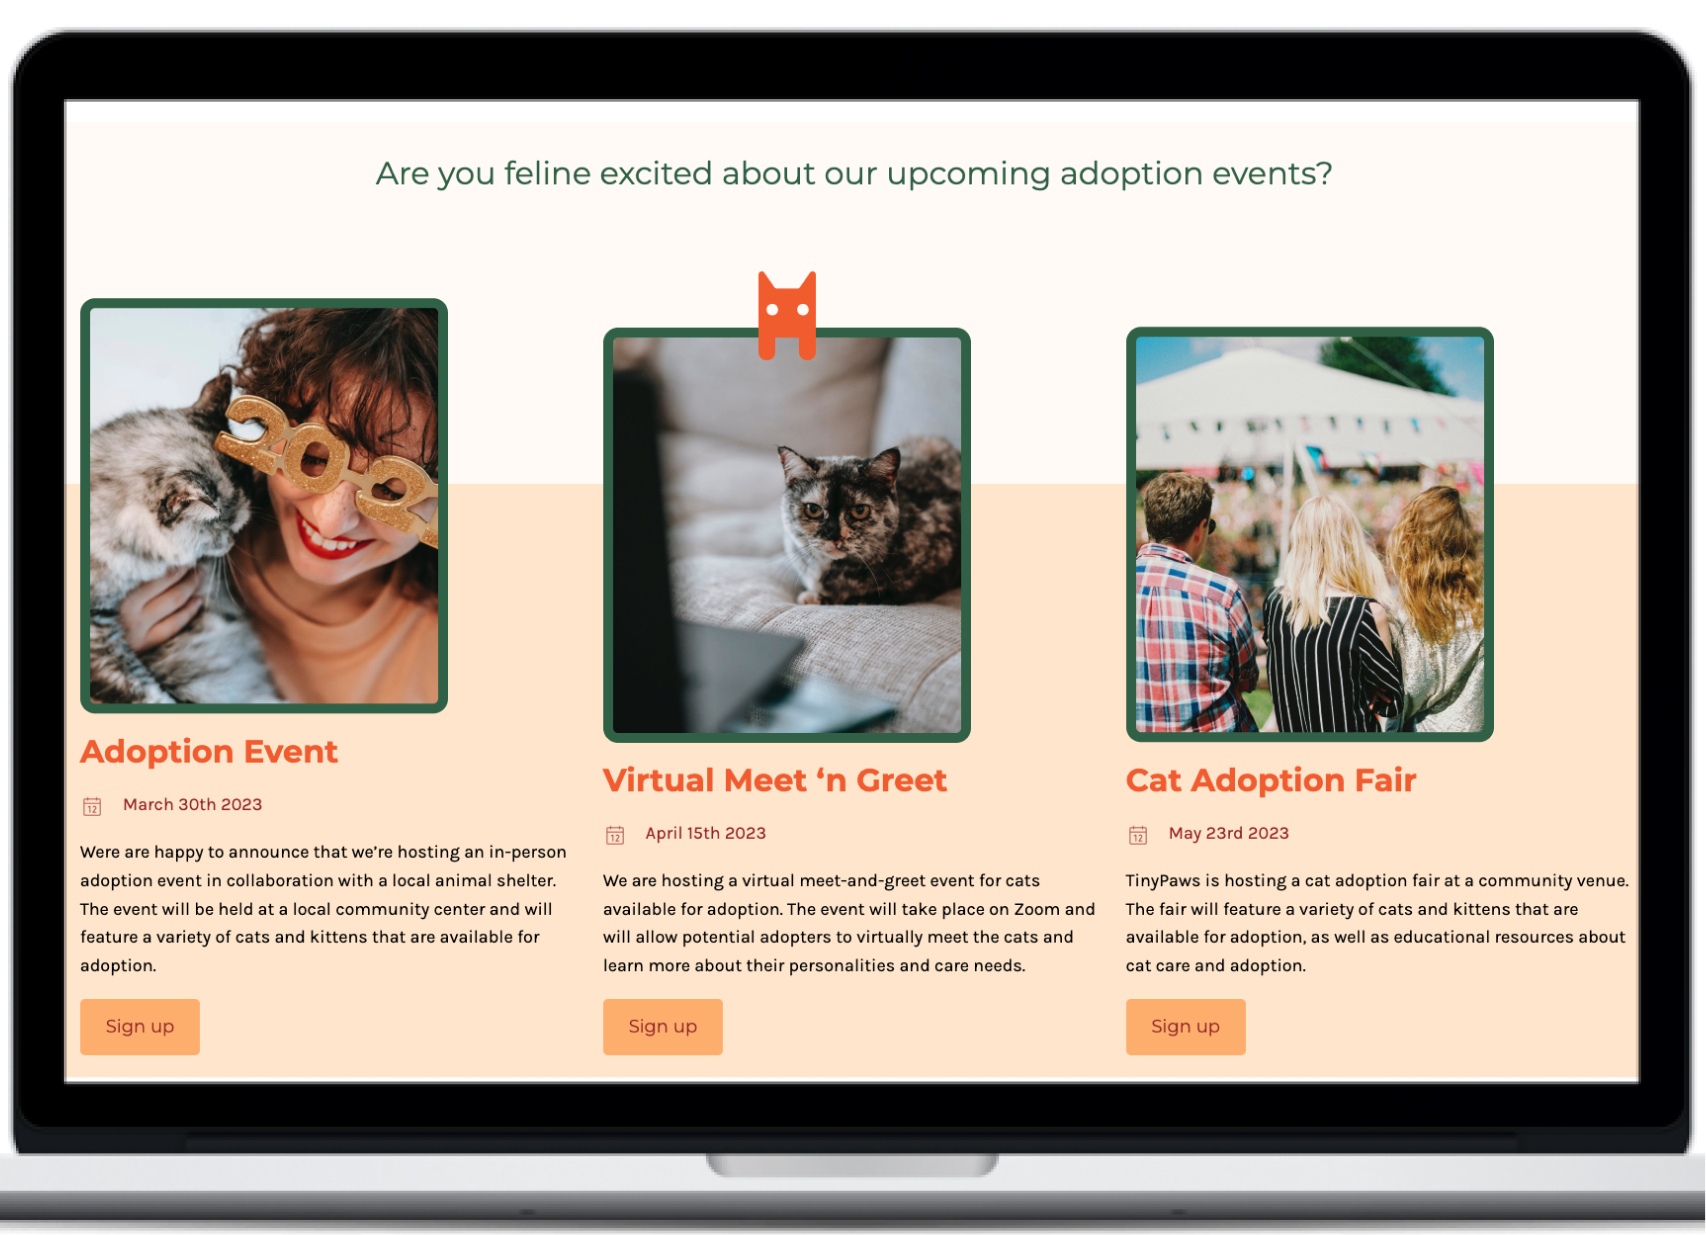 Are you feline excited about our upcoming adoption events?
Adoption Event
12 March 30th 2023
Were are happy to announce that we're hosting an in-person
adoption event in collaboration with a local animal shelter.
The event will be held at a local community center and will
feature a variety of cats and kittens that are available for
adoption.
Sign up
Virtual Meet ‘n Greet
12 April 15th 2023
We are hosting a virtual meet-and-greet event for cats
available for adoption. The event will take place on Zoom and
will allow potential adopters to virtually meet the cats and
learn more about their personalities and care needs.
Sign up
Cat Adoption Fair
12 May 23rd 2023
TinyPaws is hosting a cat adoption fair at a community venue.
The fair will feature a variety of cats and kittens that are
available for adoption, as well as educational resources about
cat care and adoption.
Sign up